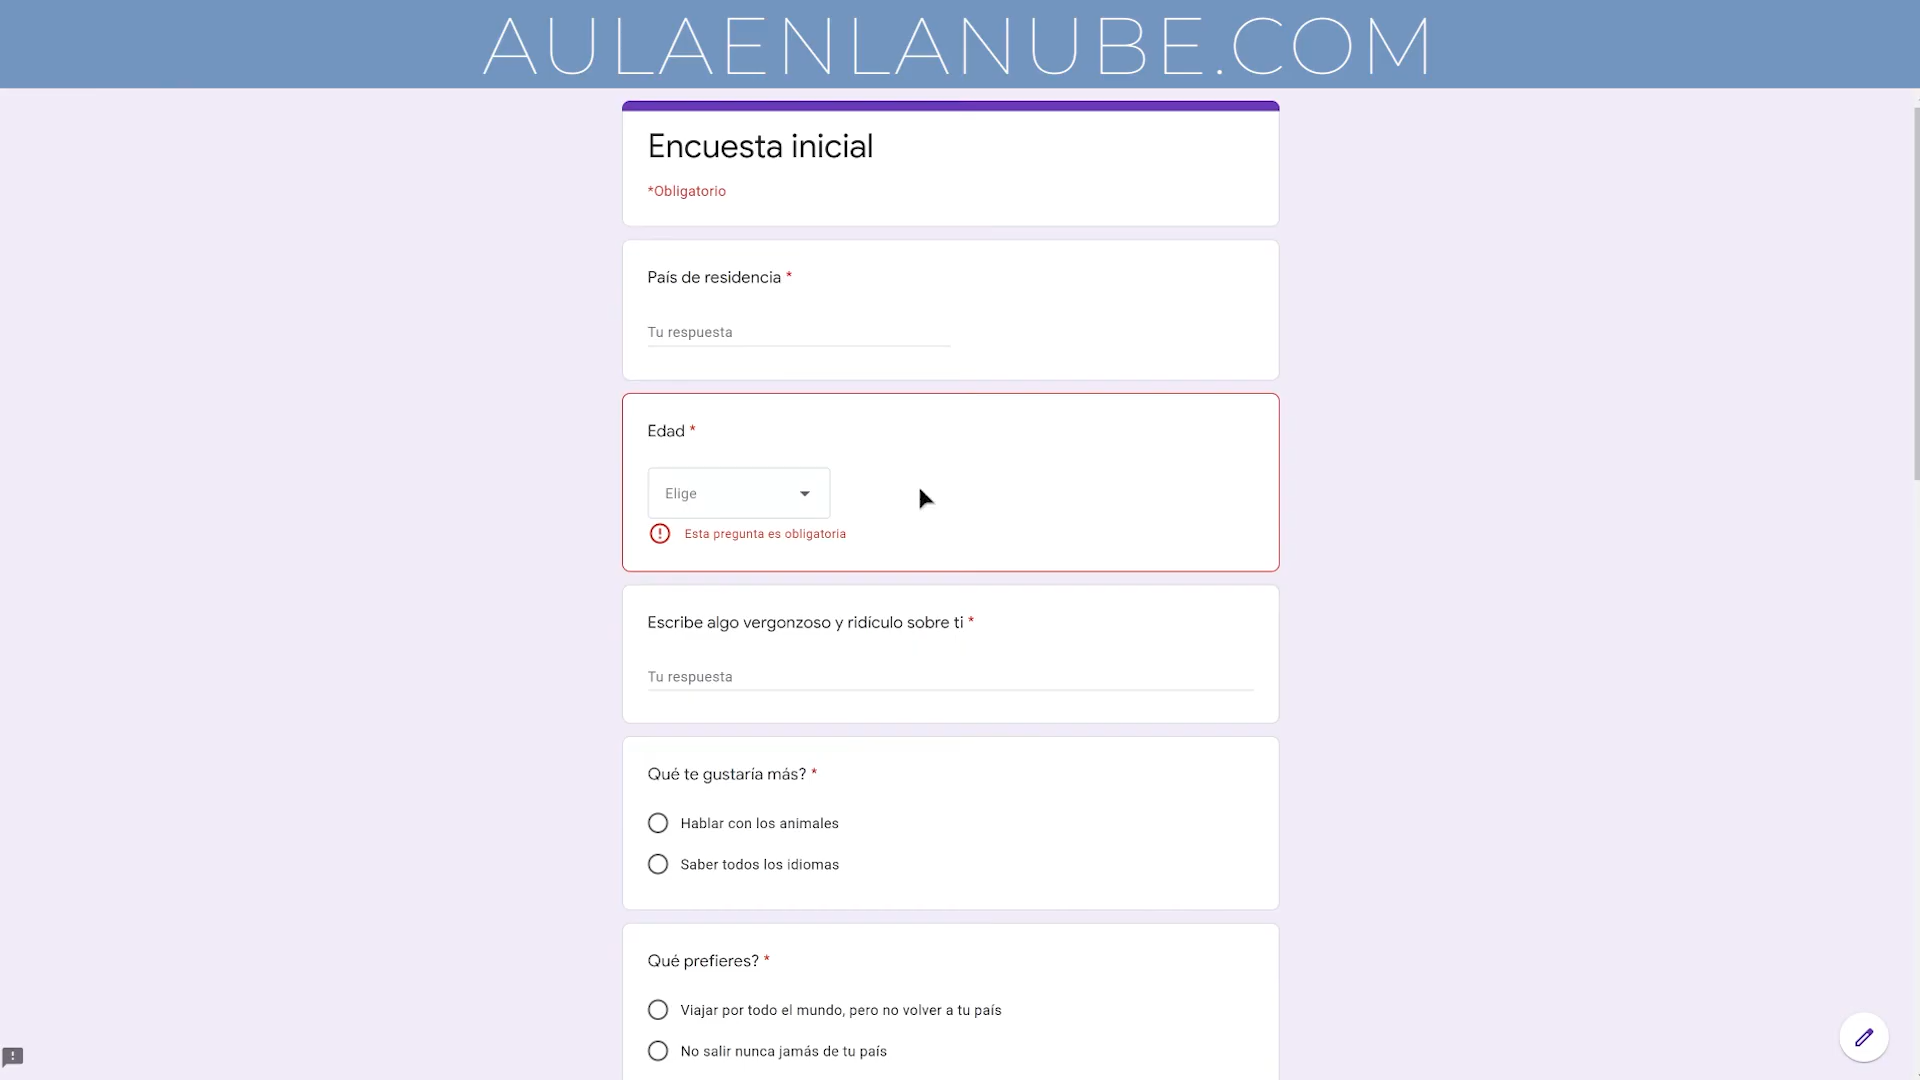 AULAENLANUBE.COM
Encuesta inicial
*Obligatorio
País de residencia *
Tu respuesta
Edad *
Elige
Esta pregunta es obligatoria
Escribe algo vergonzoso y ridículo sobre ti *
Tu respuesta
Qué te gustaría más? *
Hablar con los animales
Saber todos los idiomas
Qué prefieres? *
Viajar por todo el mundo, pero no volver a tu país
No salir nunca jamás de tu país